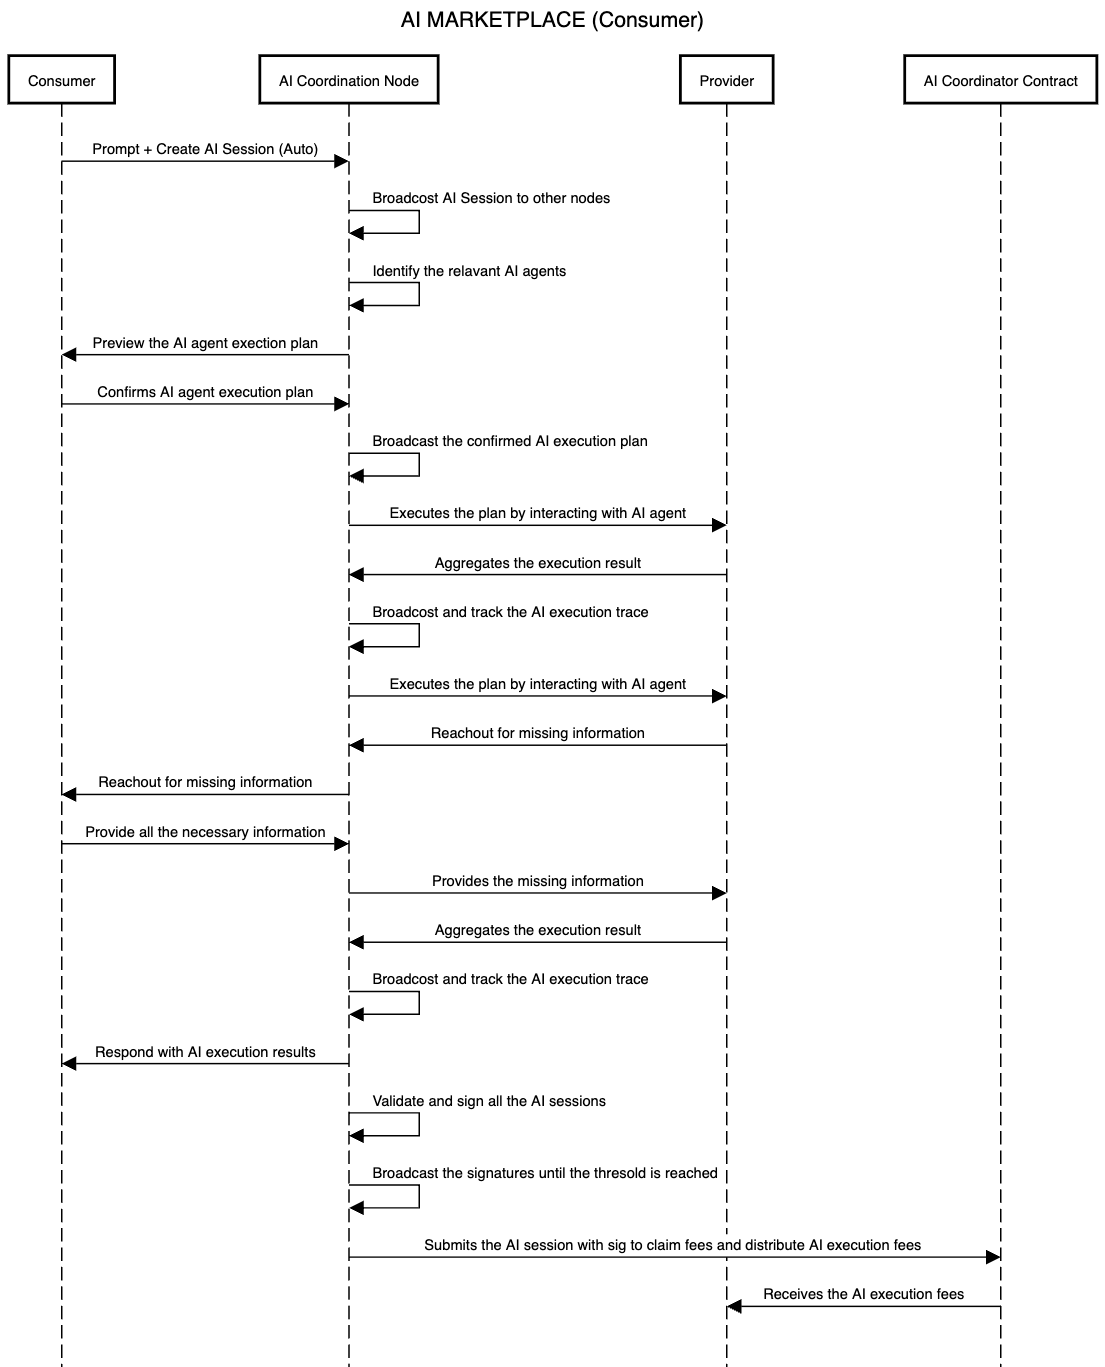 AI MARKETPLACE (Consumer)
Consumer
AI Coordination Node
Provider
AI Coordinator Contract
Prompt + Create AI Session (Auto)
Broadcost AI Session to other nodes
Identify the relavant AI agents
Preview the AI agent exection plan
Confirms AI agent execution plan
Broadcast the confirmed AI execution plan
Executes the plan by interacting with AI agent
Aggregates the execution result
Broadcost and track the AI execution trace
Executes the plan by interacting with AI agent
Reachout for missing information
Reachout for missing information
Provide all the necessary information
Provides the missing information
Aggregates the execution result
Broadcost and track the AI execution trace
Respond with AI execution results
Validate and sign all the AI sessions
Broadcast the signatures until the thresold is reached
Submits the AI session with sig to claim fees and distribute AI execution fees
Receives the AI execution fees